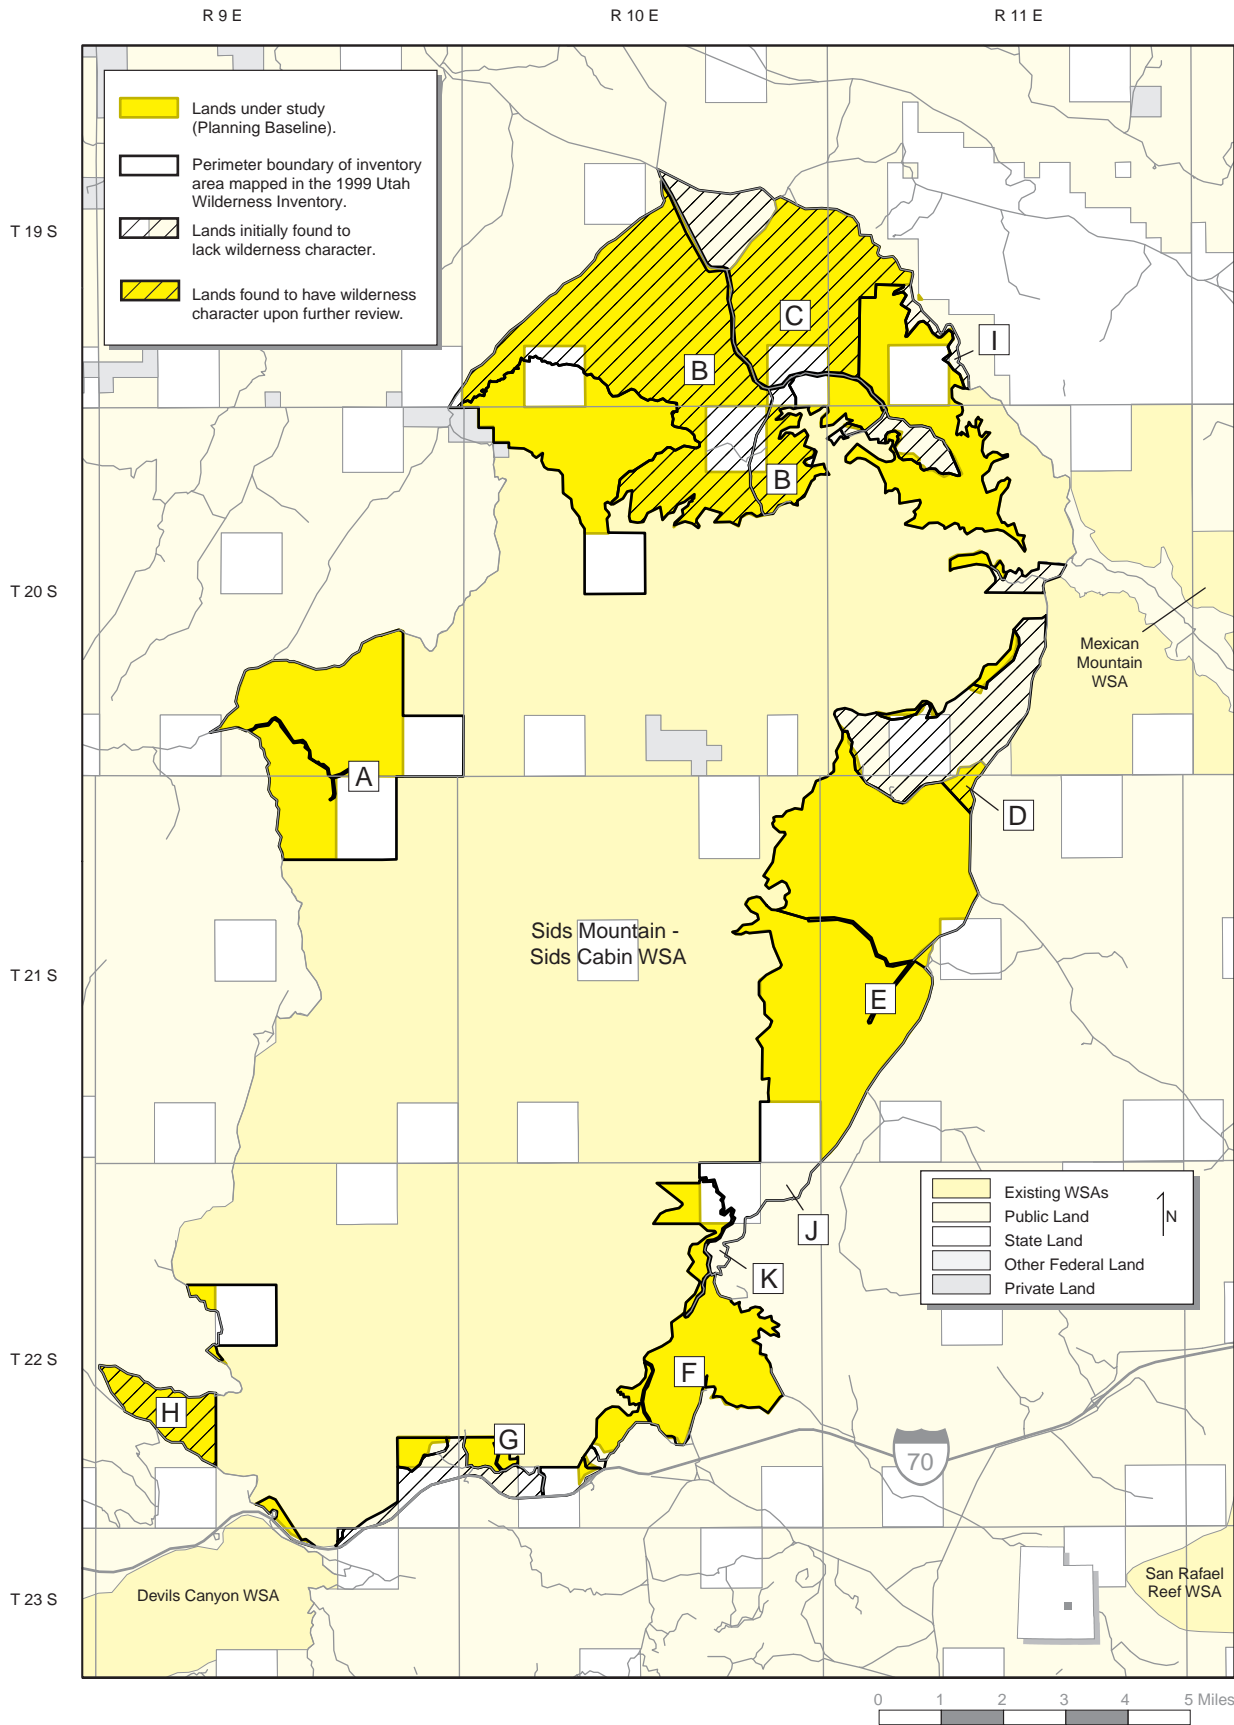 R 9 E
R 10 E
R 11 E
Lands under study
(Planning Baseline).
Perimeter boundary of inventory
area mapped in the 1999 Utah
Wilderness Inventory.
Lands initially found to
lack wilderness character.
Lands found to have wilderness
character upon further review.
T 19 S
C
I
B
B
T 20 S
Mexican
Mountain
WSA
A
D
Sids Mountain -
Sids Cabin WSA
T 21 S
E
Existing WSAs
Public Land
State Land
Other Federal Land
Private Land
N
J
K
T 22 S
F
H
G
70
T 23 S
Devils Canyon WSA
San Rafael
Reef WSA
0 1 2 3 4 5 Miles